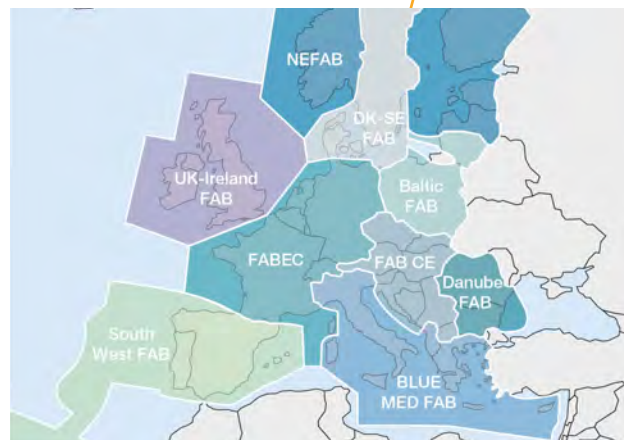 NEFAB
DK-SE
FAB
UK-Ireland
FAB
Baltic
FAB
FABEC
FAB CE
Danube
FAB
South
West FAB
BLUE
MED FAB